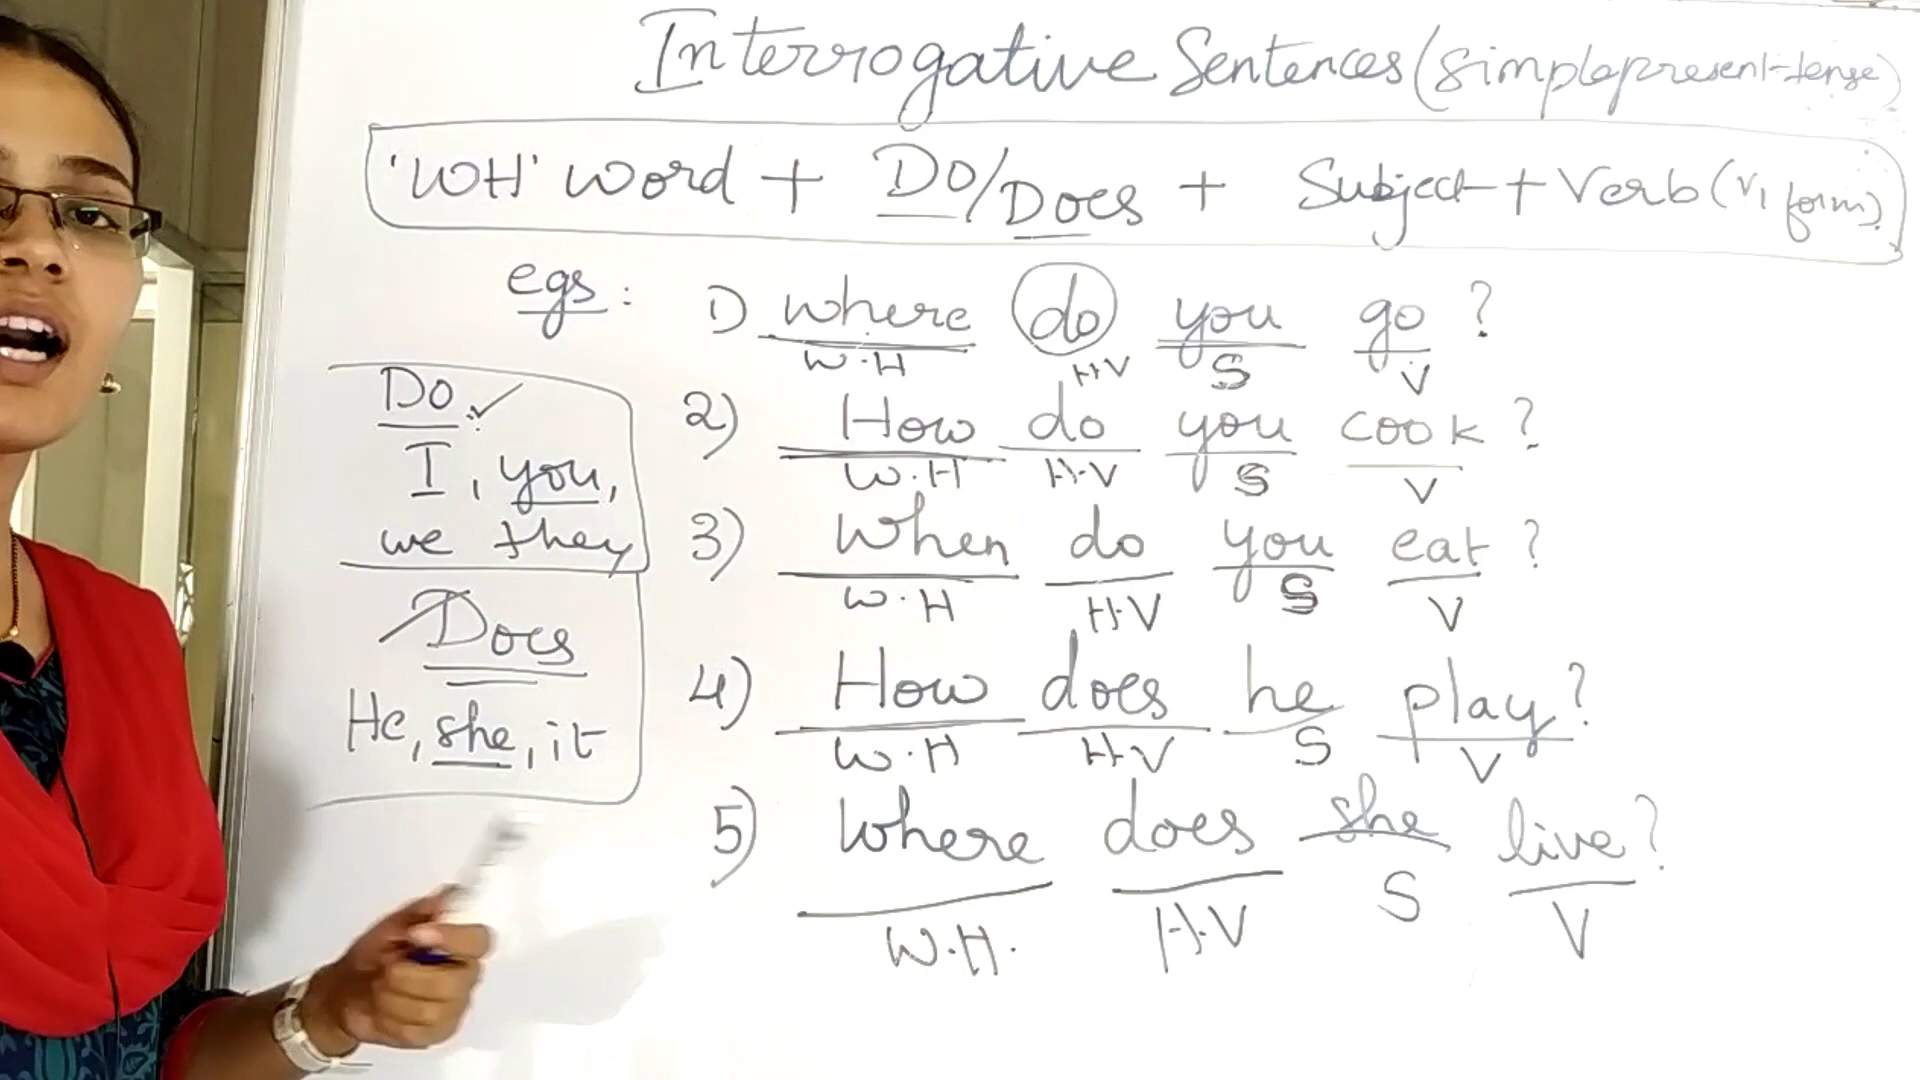 Interrogative Sentences (Simple present-tense)
'WH' word + Do/Does + Subject + Verb (V1 form)
egs: 1) where do you go ?
W.H H.V S V
2) How do you cook ?
W.H H.V S V
3) When do you eat ?
W.H H.V S V
4) How does he play ?
W.H H.V S V
5) Where does she live ?
W.H. H.V S V
Do ✓
I, you,
we they
Does
He, she, it